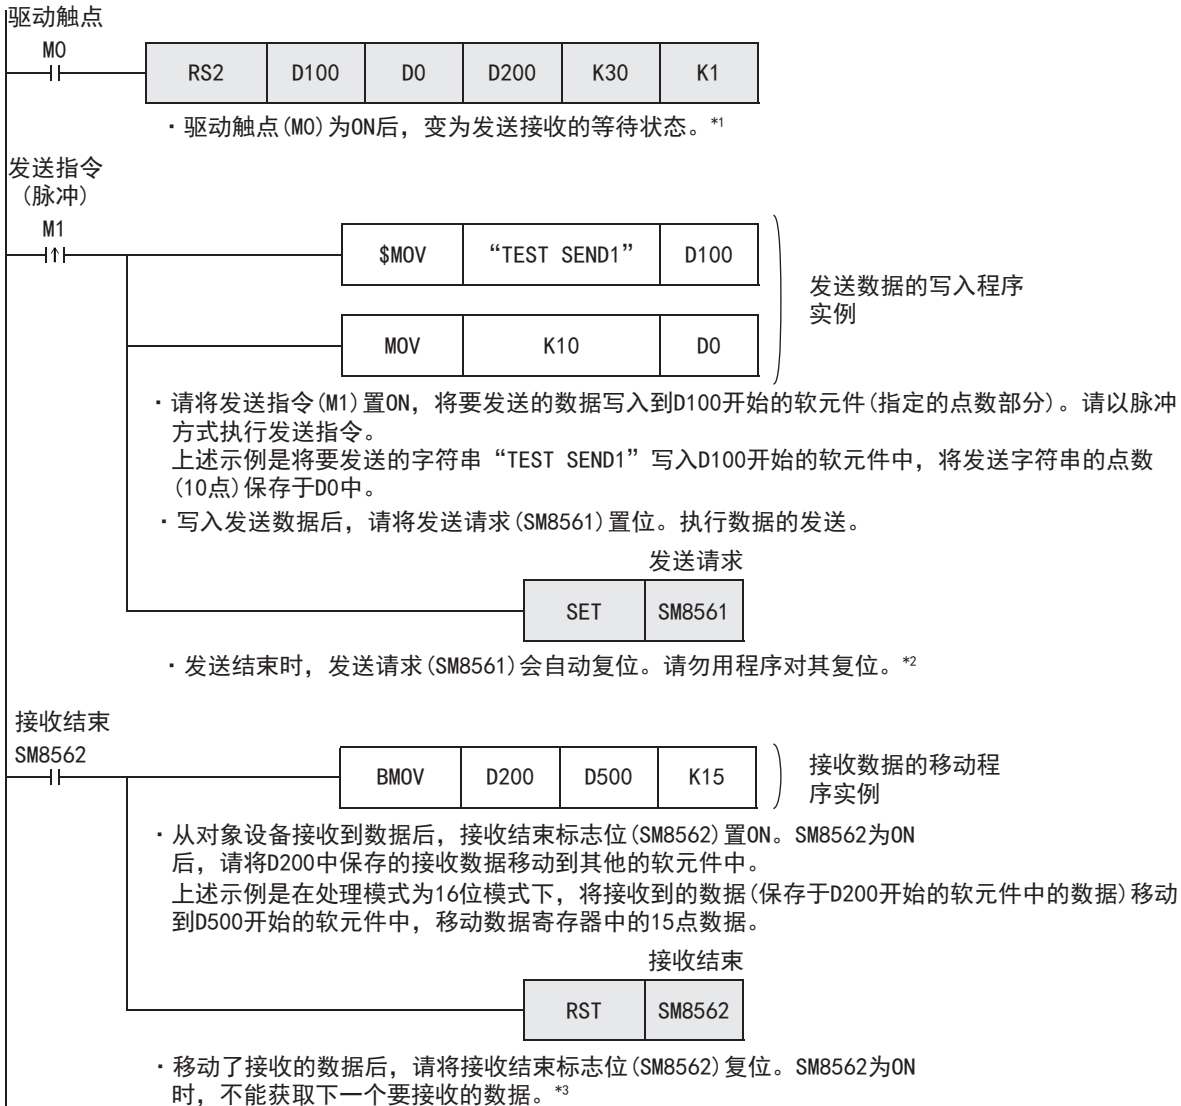 驱动触点
M0
RS2 D100 D0 D200 K30 K1
・驱动触点(M0)为ON后，变为发送接收的等待状态。*1
发送指令
(脉冲)
M1
$MOV “TEST SEND1” D100
发送数据的写入程序
实例
MOV K10 D0
・请将发送指令(M1)置ON，将要发送的数据写入到D100开始的软元件(指定的点数部分)。请以脉冲
方式执行发送指令。
上述示例是将要发送的字符串“TEST SEND1”写入D100开始的软元件中，将发送字符串的点数
(10点)保存于D0中。
・写入发送数据后，请将发送请求(SM8561)置位。执行数据的发送。
发送请求
SET SM8561
・发送结束时，发送请求(SM8561)会自动复位。请勿用程序对其复位。*2
接收结束
SM8562
BMOV D200 D500 K15
接收数据的移动程
序实例
・从对象设备接收到数据后，接收结束标志位(SM8562)置ON。SM8562为ON
后，请将D200中保存的接收数据移动到其他的软元件中。
上述示例是在处理模式为16位模式下，将接收到的数据(保存于D200开始的软元件中的数据)移动
到D500开始的软元件中，移动数据寄存器中的15点数据。
接收结束
RST SM8562
・移动了接收的数据后，请将接收结束标志位(SM8562)复位。SM8562为ON
时，不能获取下一个要接收的数据。*3